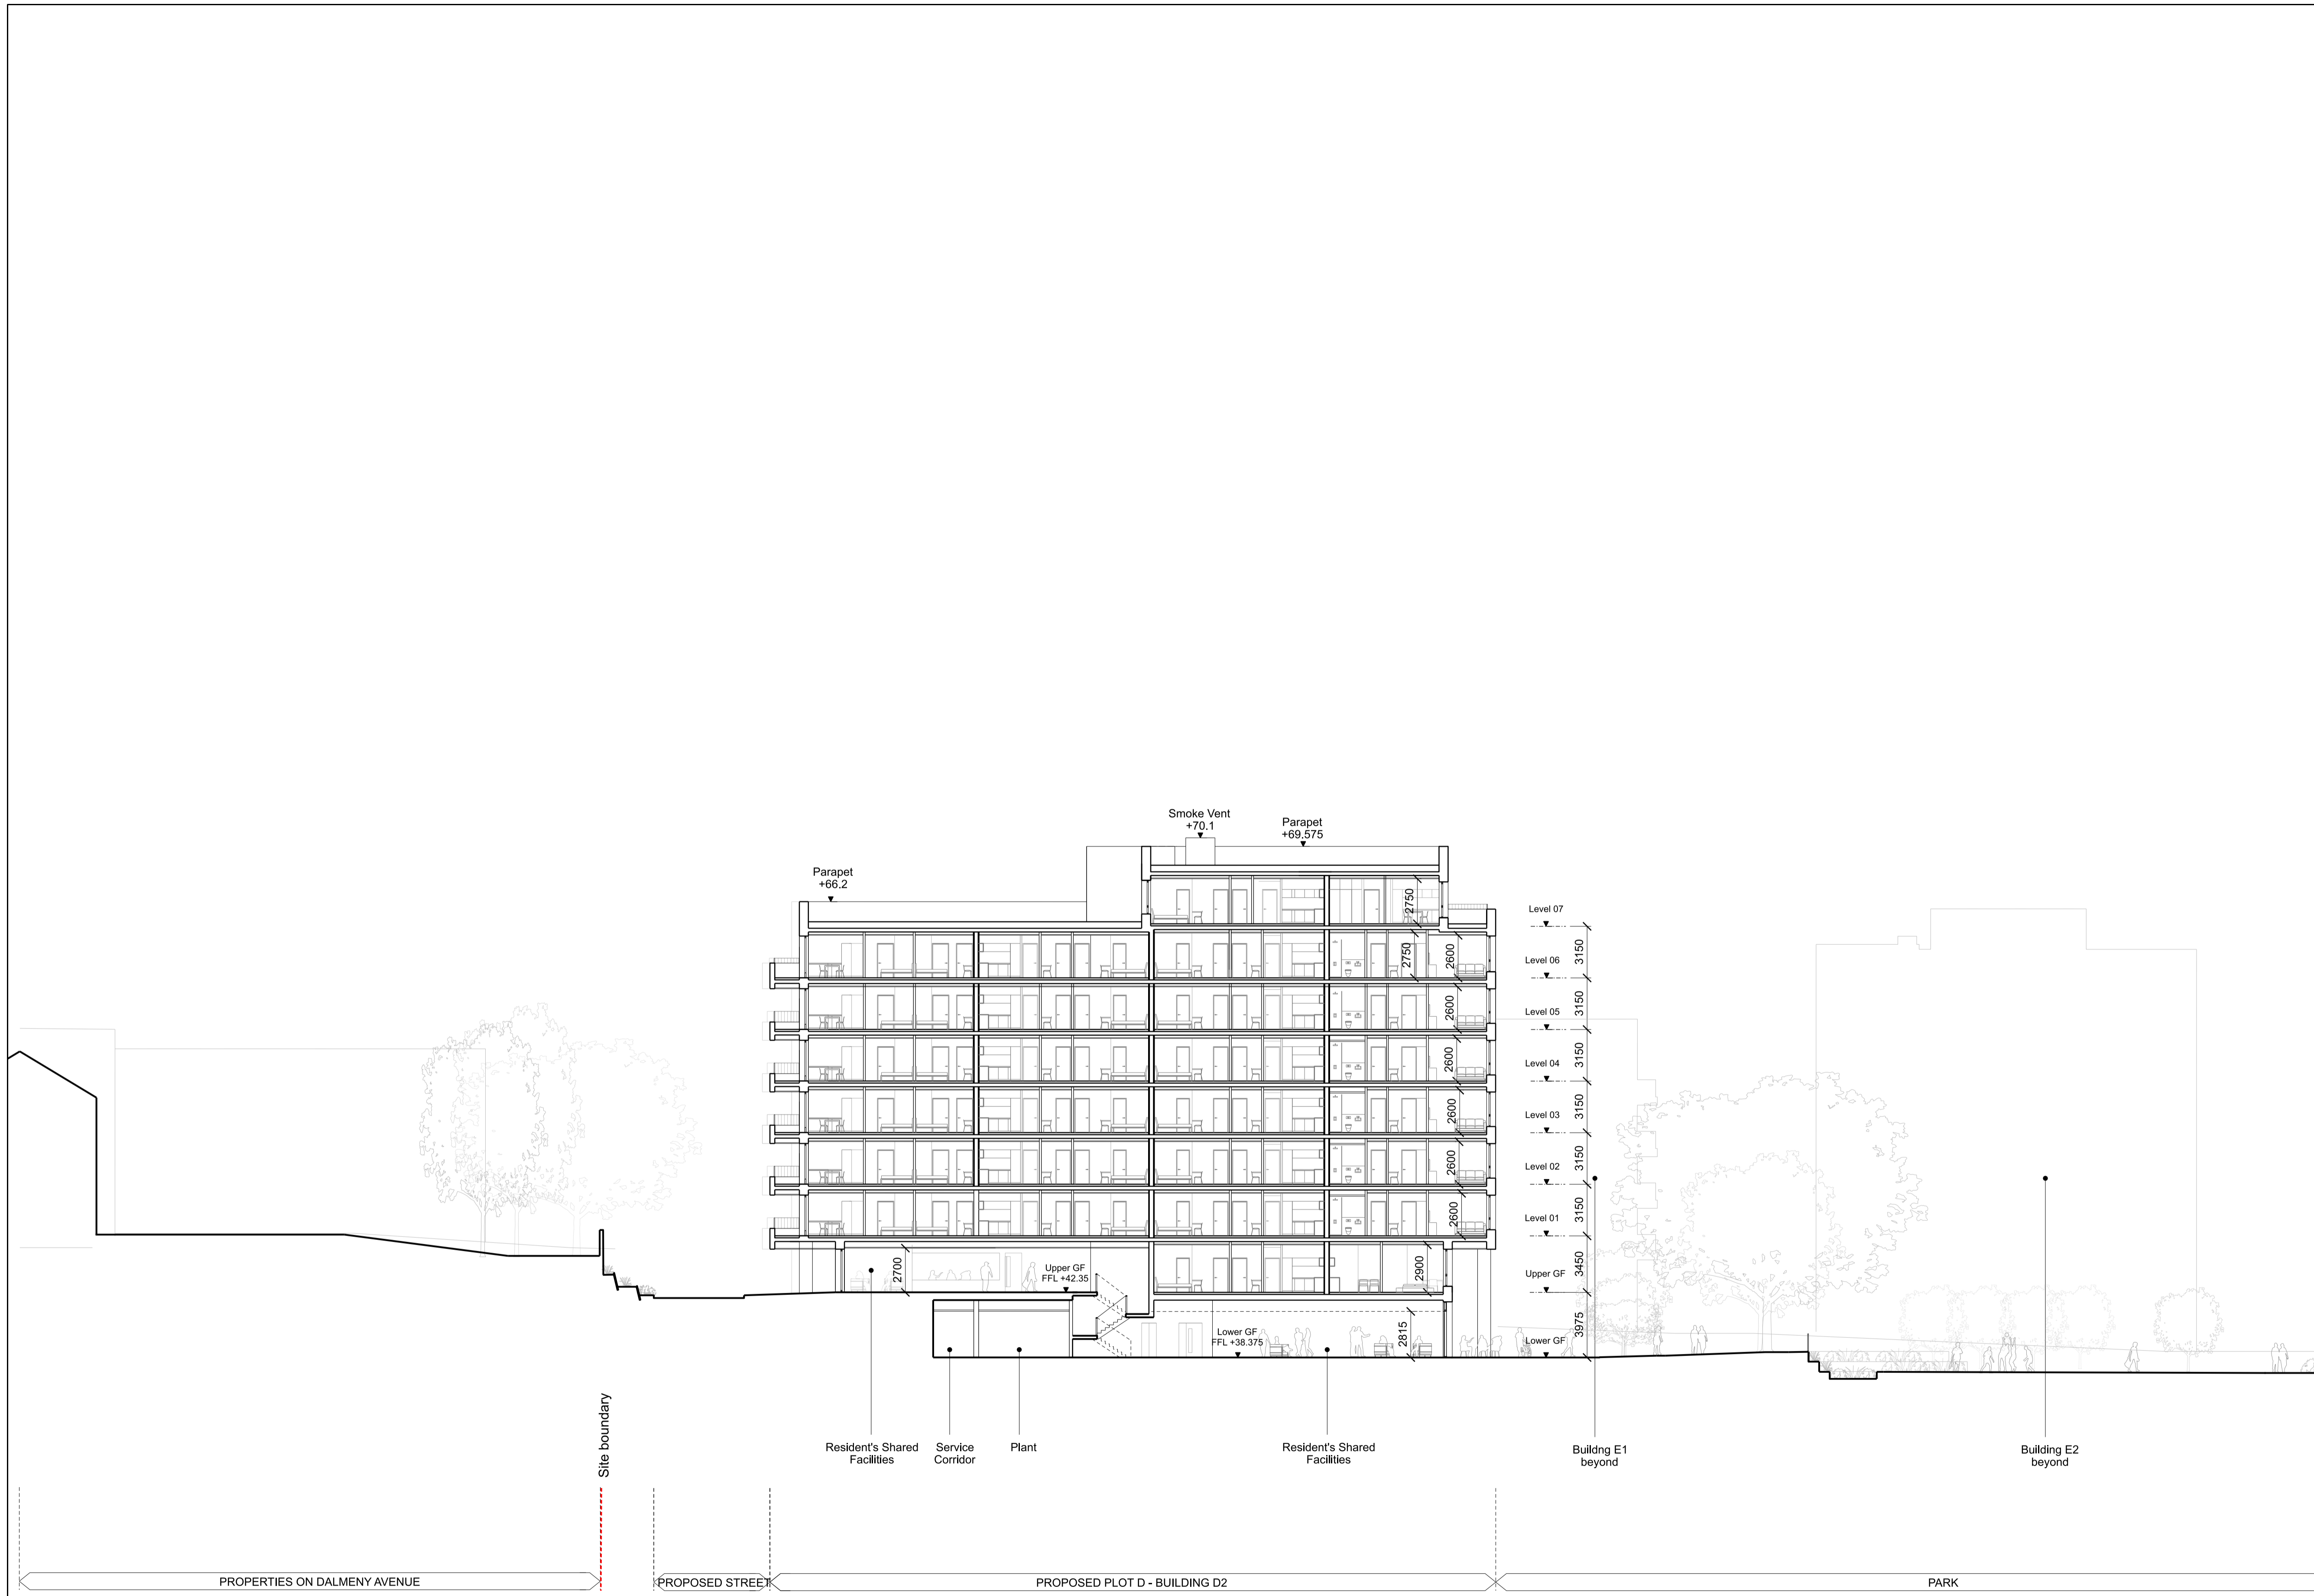 Smoke Vent
+70.1
Parapet
+69.575
Parapet
+66.2
2750
Level 07
2750
2600
3150
Level 06
2600
3150
Level 05
2600
3150
Level 04
2600
3150
Level 03
2600
3150
Level 02
2600
3150
Level 01
2700
Upper GF
FFL +42.35
2900
3450
Upper GF
Lower GF
FFL +38.375
2815
3975
Lower GF
Site boundary
Resident's Shared
Facilities
Service
Corridor
Plant
Resident's Shared
Facilities
Buildng E1
beyond
Building E2
beyond
PROPERTIES ON DALMENY AVENUE
PROPOSED STREET
PROPOSED PLOT D - BUILDING D2
PARK